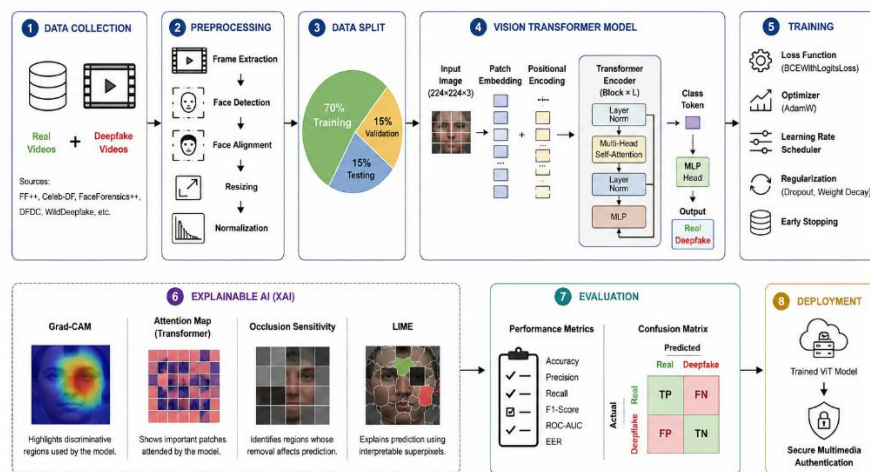 1 DATA COLLECTION
Real Videos + Deepfake Videos
Sources:
FF++, Celeb-DF, FaceForensics++,
DFDC, WildDeepfake, etc.
2 PREPROCESSING
Frame Extraction
Face Detection
Face Alignment
Resizing
Normalization
3 DATA SPLIT
70%
Training
15%
Validation
15%
Testing
4 VISION TRANSFORMER MODEL
Input
Image
(224×224×3)
Patch
Embedding
+
Positional
Encoding
Transformer
Encoder
(Block × L)
Layer
Norm
Multi-Head
Self-Attention
Layer
Norm
MLP
Class
Token
MLP
Head
Output
Real
Deepfake
5 TRAINING
Loss Function
(BCEWithLogitsLoss)
Optimizer
(AdamW)
Learning Rate
Scheduler
Regularization
(Dropout, Weight Decay)
Early Stopping
6 EXPLAINABLE AI (XAI)
Grad-CAM
Highlights discriminative
regions used by the model.
Attention Map
(Transformer)
Shows important patches
attended by the model.
Occlusion Sensitivity
Identifies regions whose
removal affects prediction.
LIME
Explains prediction using
interpretable superpixels.
7 EVALUATION
Performance Metrics
Accuracy
Precision
Recall
F1-Score
ROC-AUC
EER
Confusion Matrix
Predicted
Real Deepfake
Actual
Real
TP FN
FP TN
8 DEPLOYMENT
Trained ViT Model
Secure Multimedia
Authentication